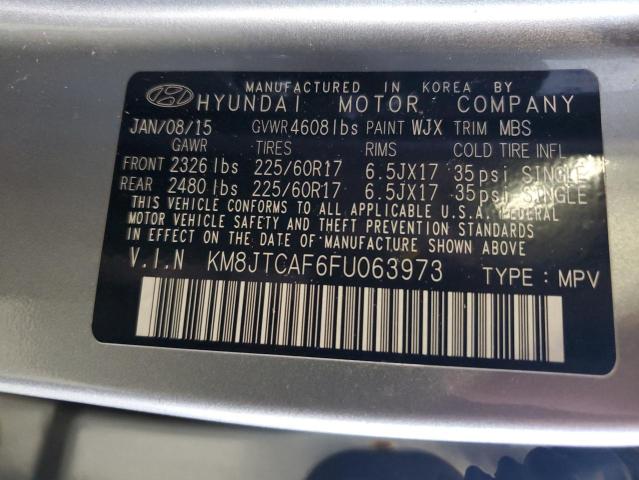 MANUFACTURED IN KOREA BY
HYUNDAI MOTOR COMPANY
JAN/08/15 GVWR4608lbs PAINT WJX TRIM MBS
GAWR TIRES RIMS COLD TIRE INFL.
FRONT 2326 lbs 225/60R17 6.5JX17 35psi SINGLE
REAR 2480 lbs 225/60R17 6.5JX17 35psi SINGLE
THIS VEHICLE CONFORMS TO ALL APPLICABLE U.S.A. FEDERAL
MOTOR VEHICLE SAFETY AND THEFT PREVENTION STANDARDS
IN EFFECT ON THE DATE OF MANUFACTURE SHOWN ABOVE.
V.I.N KM8JTCAF6FU063973 TYPE : MPV